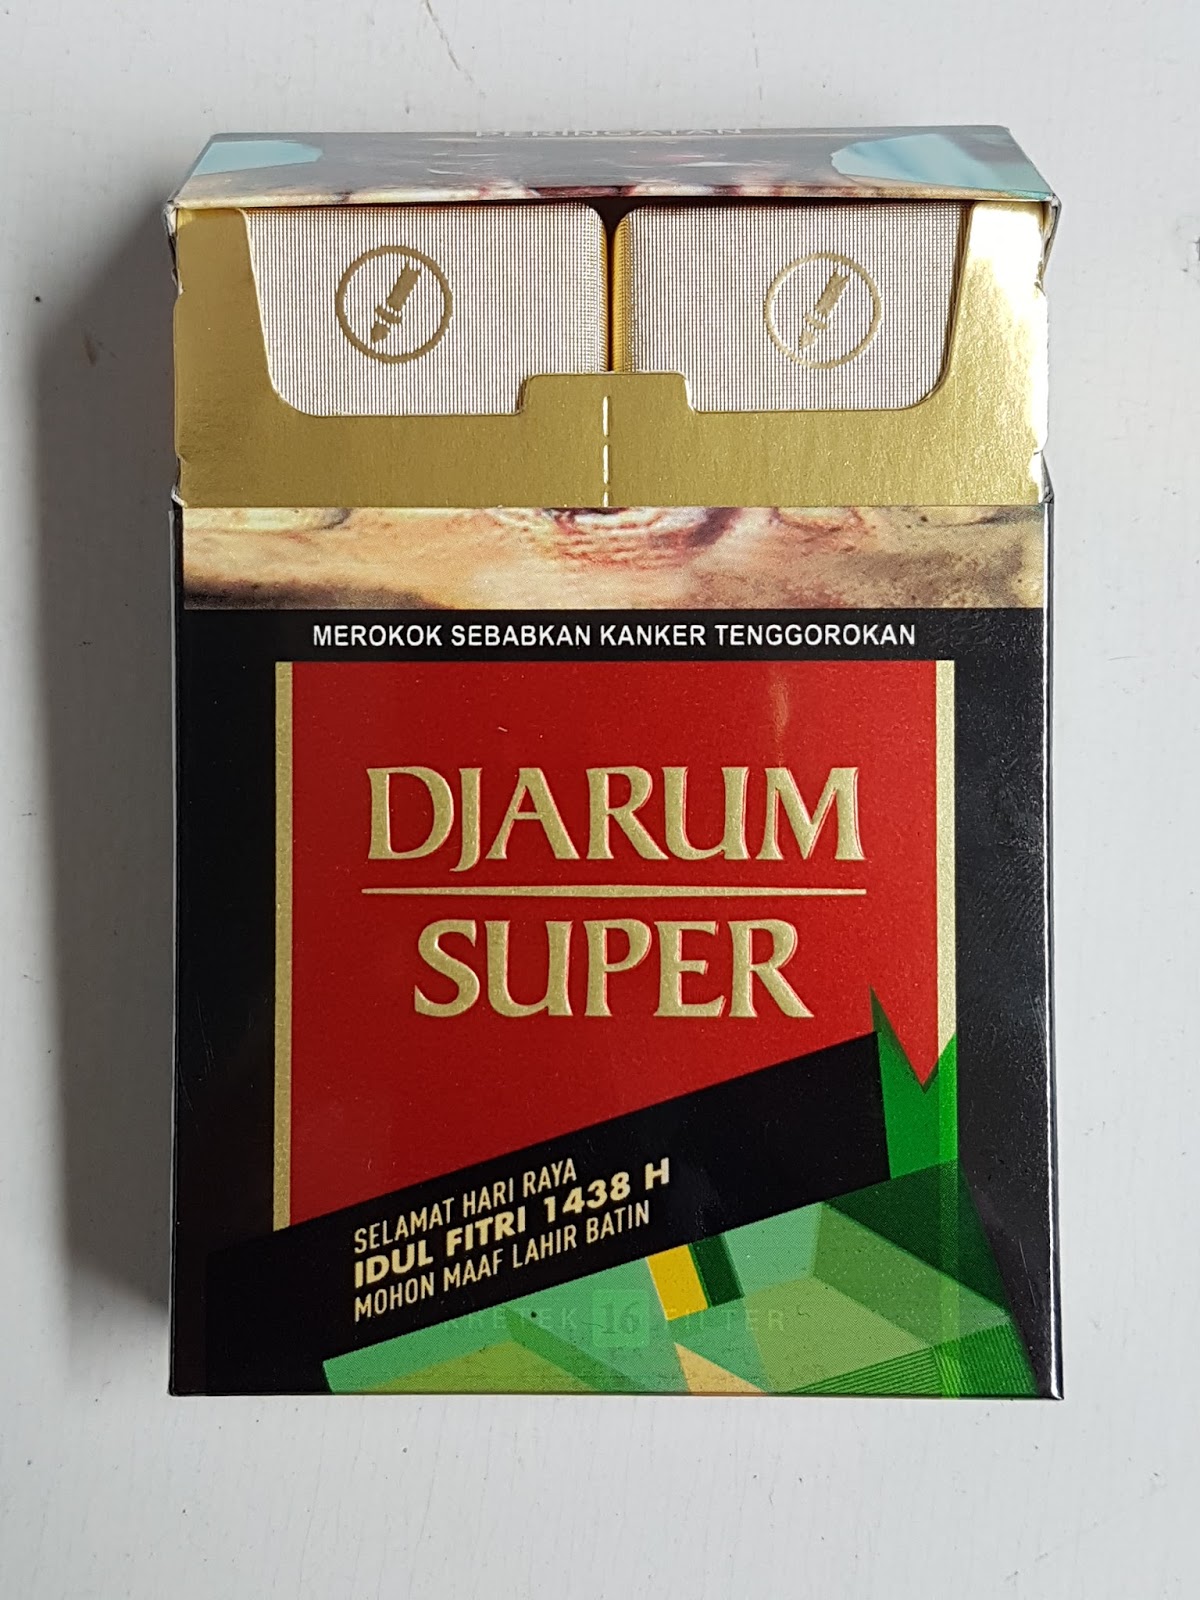 PERINGATAN
MEROKOK SEBABKAN KANKER TENGGOROKAN
DJARUM
SUPER
SELAMAT HARI RAYA
IDUL FITRI 1438 H
MOHON MAAF LAHIR BATIN
KRETEK 16 FILTER